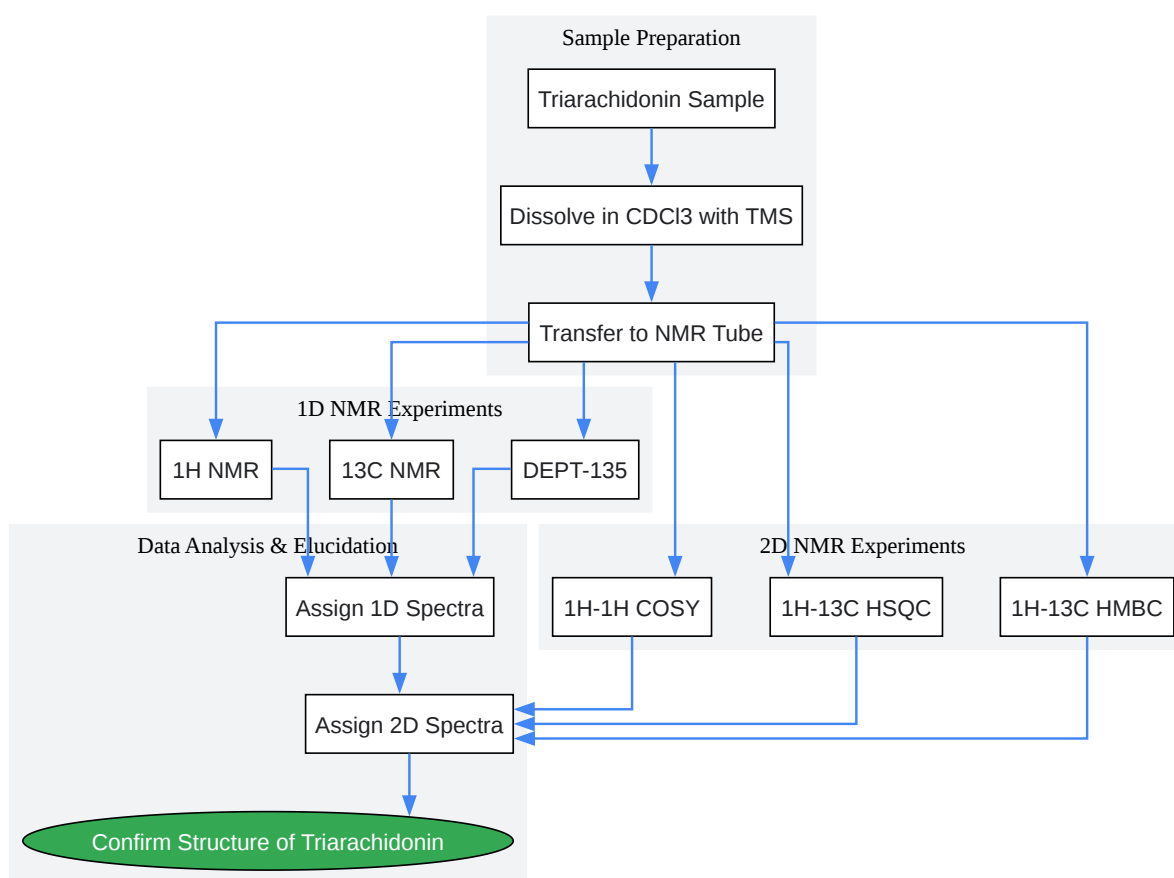 Sample Preparation
Triarachidonin Sample
Dissolve in CDCl3 with TMS
Transfer to NMR Tube
1D NMR Experiments
1H NMR
13C NMR
DEPT-135
Data Analysis & Elucidation
2D NMR Experiments
Assign 1D Spectra
1H-1H COSY
1H-13C HSQC
1H-13C HMBC
Assign 2D Spectra
Confirm Structure of Triarachidonin